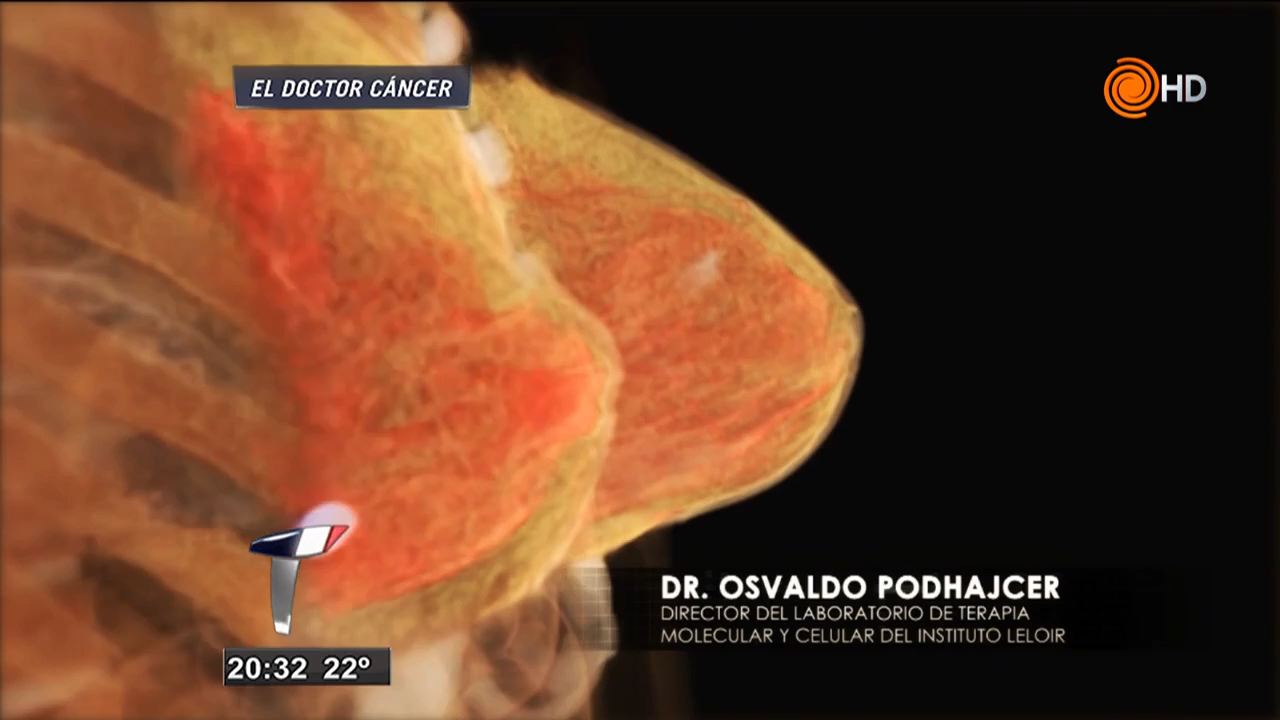 EL DOCTOR CÁNCER
HD
DR. OSVALDO PODHAJCER
DIRECTOR DEL LABORATORIO DE TERAPIA
MOLECULAR Y CELULAR DEL INSTITUTO LELOIR
20:32 22º